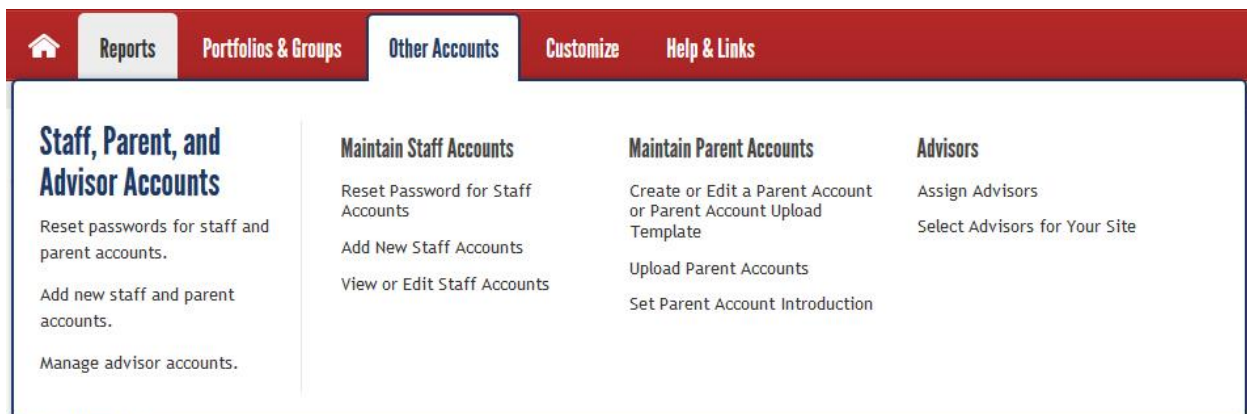 Reports Portfolios & Groups Other Accounts Customize Help & Links
Staff, Parent, and
Advisor Accounts
Reset passwords for staff and
parent accounts.
Add new staff and parent
accounts.
Manage advisor accounts.
Maintain Staff Accounts
Reset Password for Staff
Accounts
Add New Staff Accounts
View or Edit Staff Accounts
Maintain Parent Accounts
Create or Edit a Parent Account
or Parent Account Upload
Template
Upload Parent Accounts
Set Parent Account Introduction
Advisors
Assign Advisors
Select Advisors for Your Site